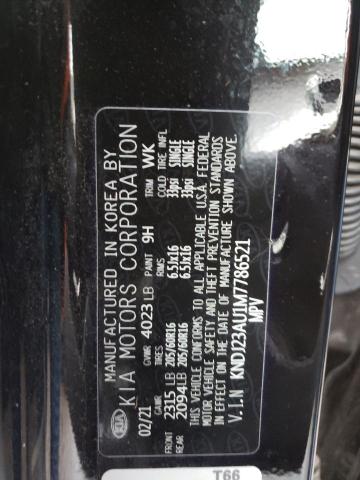 MANUFACTURED IN KOREA BY
KIA MOTORS CORPORATION
KIA
02/21 GVWR 4023 LB PAINT 9H TRIM WK
GAWR RIMS COLD TIRE INFL
FRONT 2315 LB 205/60R16 6.5Jx16 33psi SINGLE
REAR 2094 LB 205/60R16 6.5Jx16 33psi SINGLE
THIS VEHICLE CONFORMS TO ALL APPLICABLE U.S.A. FEDERAL
MOTOR VEHICLE SAFETY AND THEFT PREVENTION STANDARDS
IN EFFECT ON THE DATE OF MANUFACTURE SHOWN ABOVE.
V.I.N KNDJ23AU1M7786521
MPV
T66